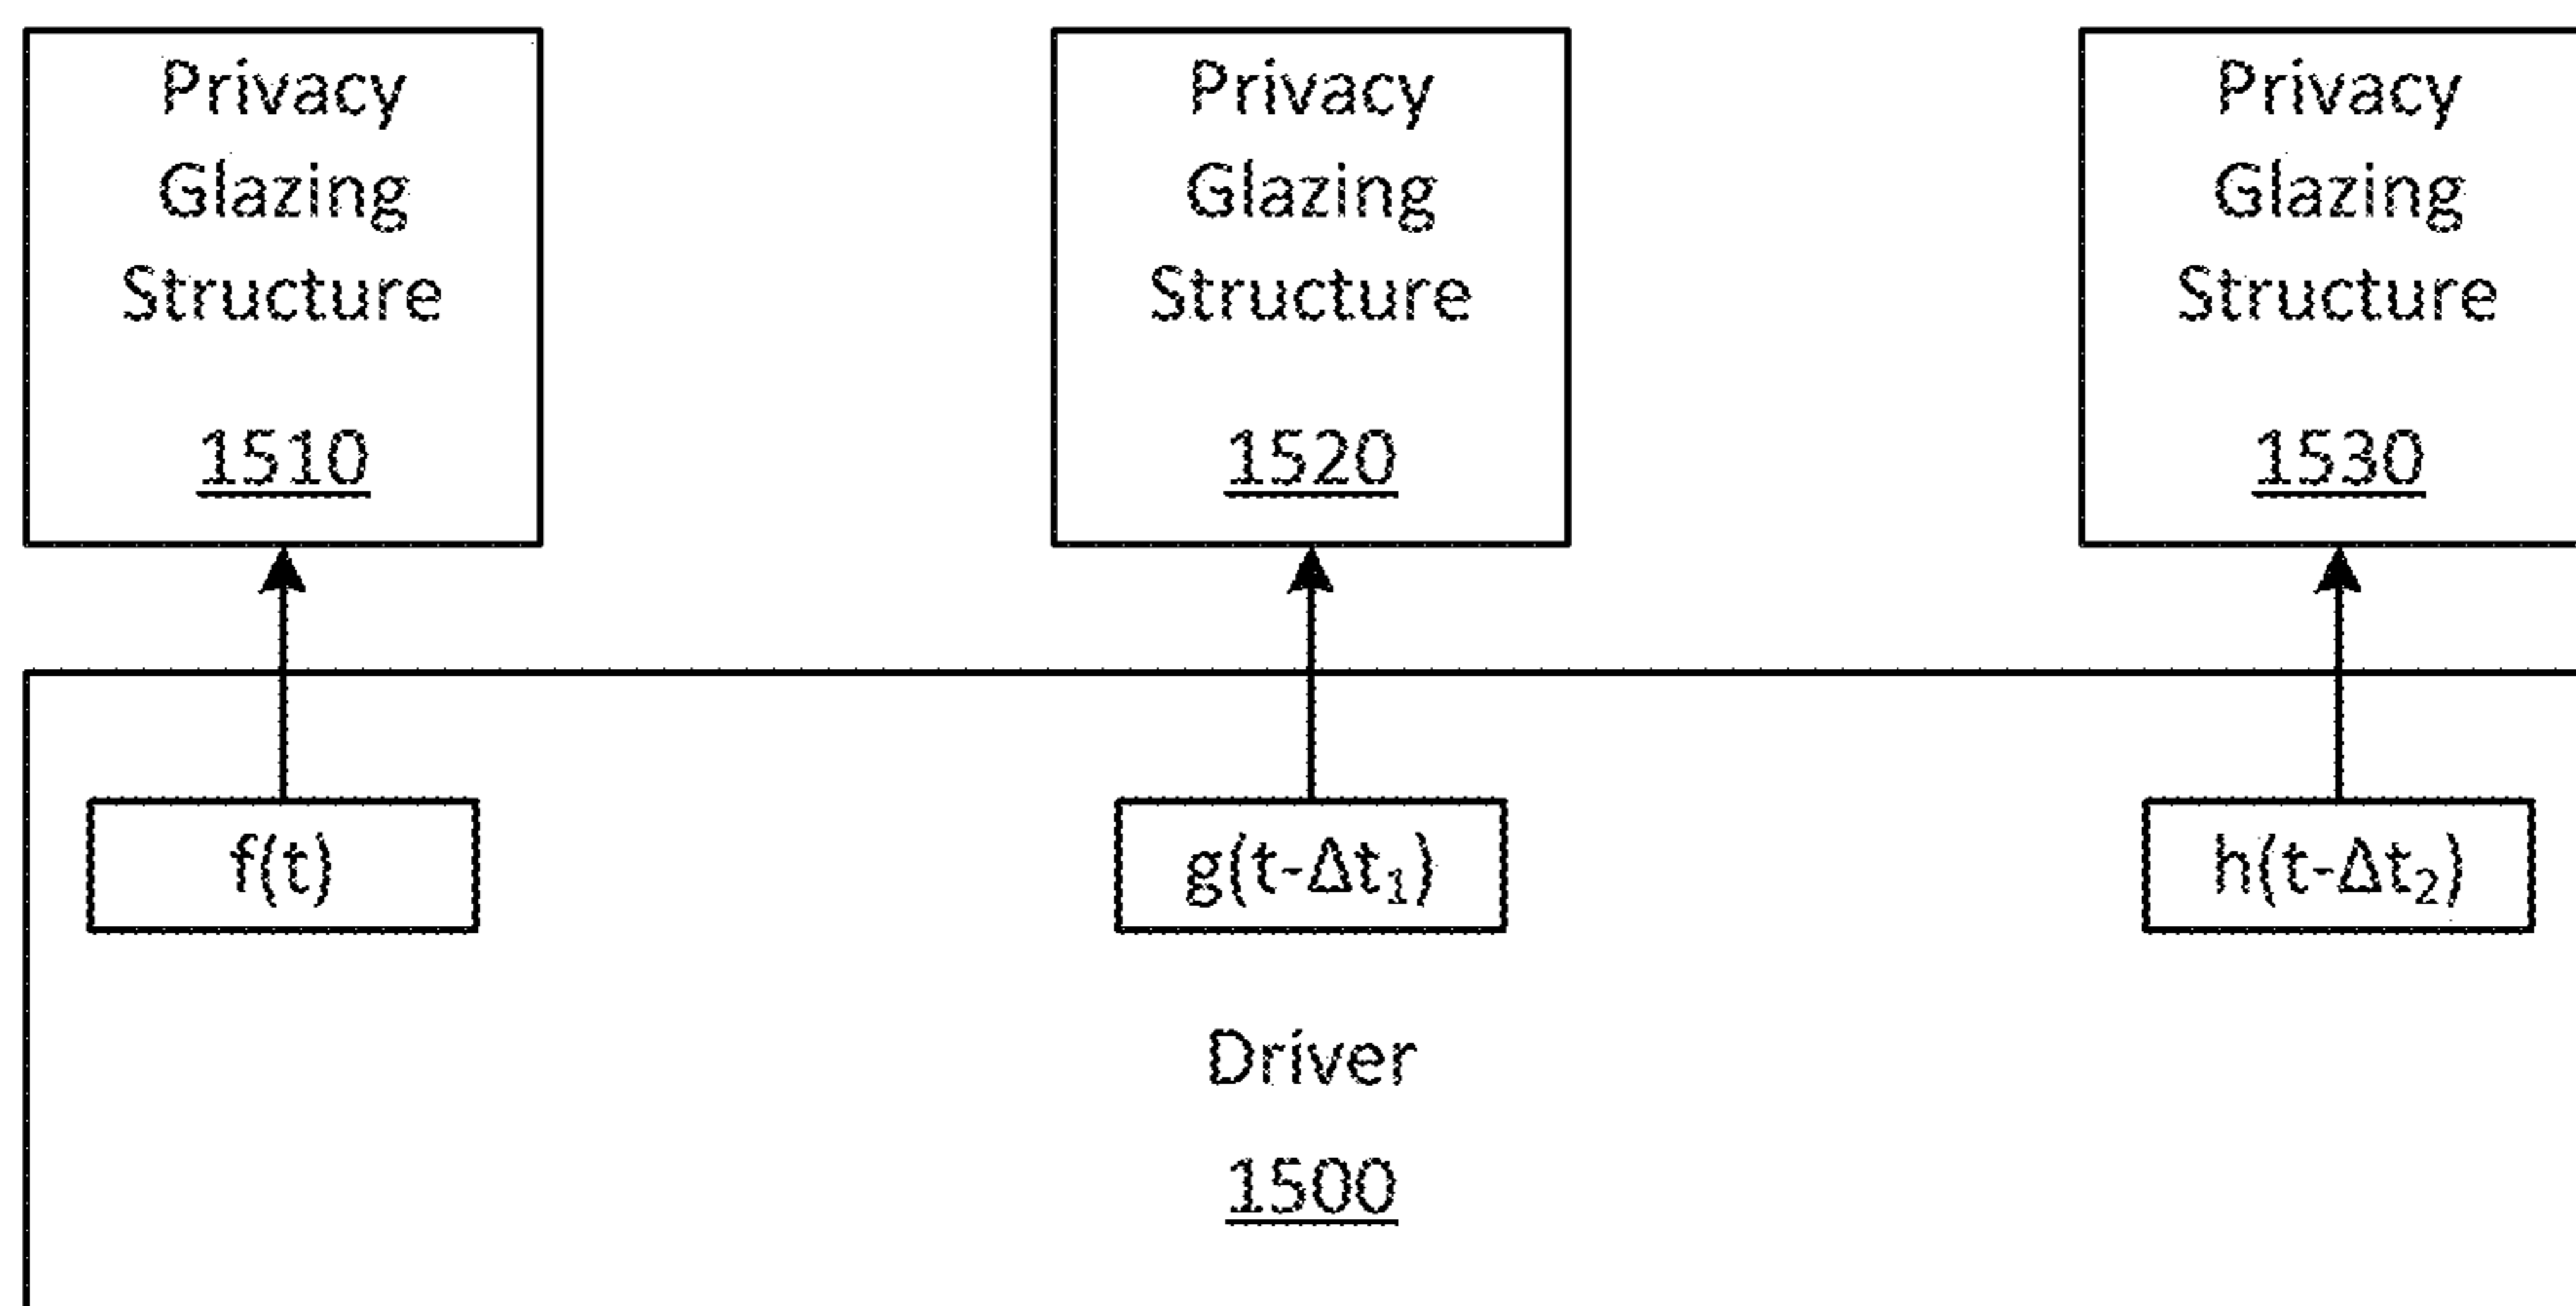 Privacy
Glazing
Structure
1510
Privacy
Glazing
Structure
1520
Privacy
Glazing
Structure
1530
f(t)
g(t-Δt₁)
h(t-Δt₂)
Driver
1500